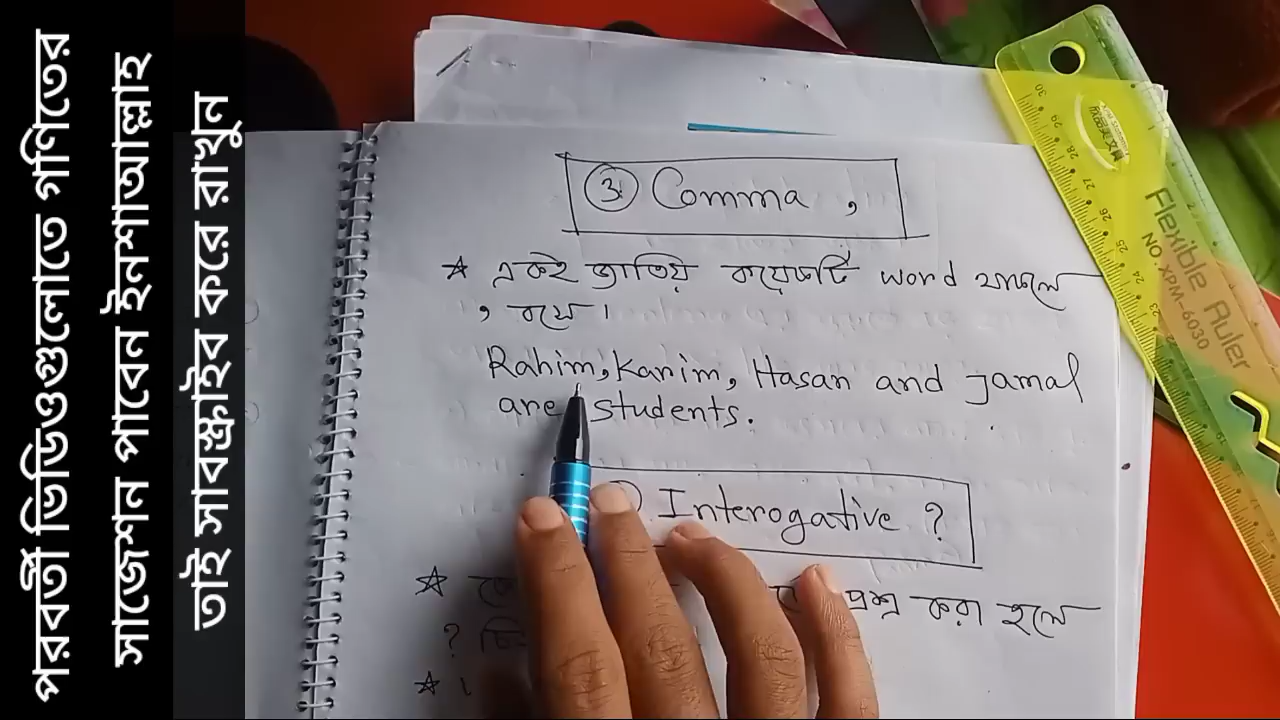 পরবর্তী ভিডিওগুলোতে গণিতের
সাজেশন পাবেন ইনশাআল্লাহ
তাই সাবস্ক্রাইব করে রাখুন
3 Comma ,
একই জাতিয় কয়েকটি word থাকলে
, বসে।
Rahim, Karim, Hasan and Jamal
are students.
Interogative ?
প্রশ্ন করা হলে
?
Flexible Ruler
NO. XPM-6030